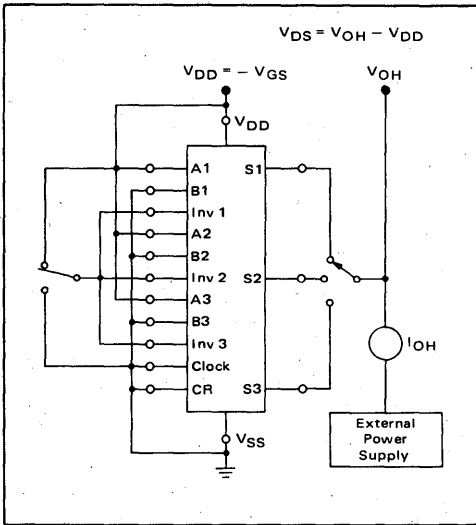 VDS = VOH − VDD
VDD = − VGS
VOH
VDD
A1
S1
B1
Inv 1
A2
B2
Inv 2
S2
A3
B3
Inv 3
Clock
CR
S3
IOH
External
Power
Supply
VSS